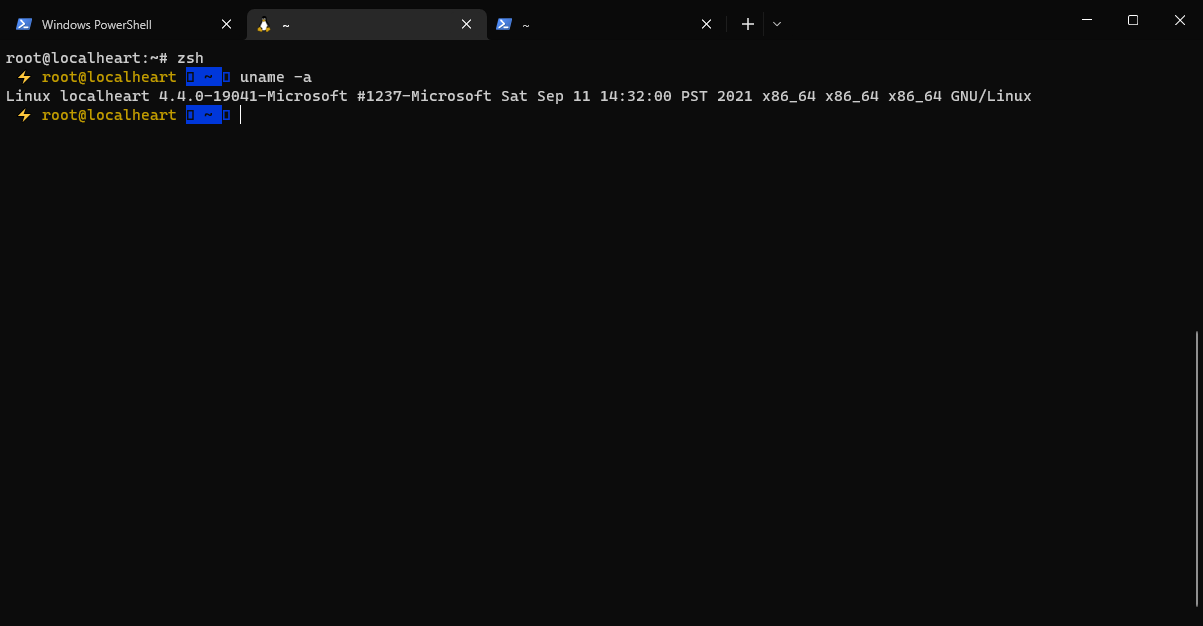 Windows PowerShell ~ ~
root@localheart:~# zsh
⚡ root@localheart ▯ ~ ▯ uname -a
Linux localheart 4.4.0-19041-Microsoft #1237-Microsoft Sat Sep 11 14:32:00 PST 2021 x86_64 x86_64 x86_64 GNU/Linux
⚡ root@localheart ▯ ~ ▯